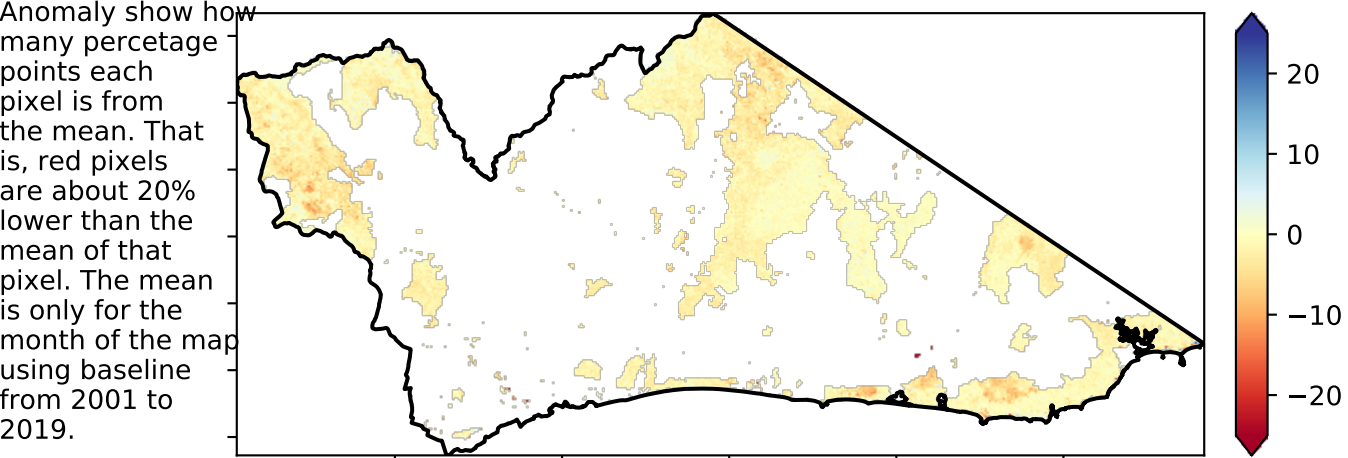 Anomaly show how
many percetage
points each
pixel is from
the mean. That
is, red pixels
are about 20%
lower than the
mean of that
pixel. The mean
is only for the
month of the map
using baseline
from 2001 to
2019.
20
10
0
−10
−20